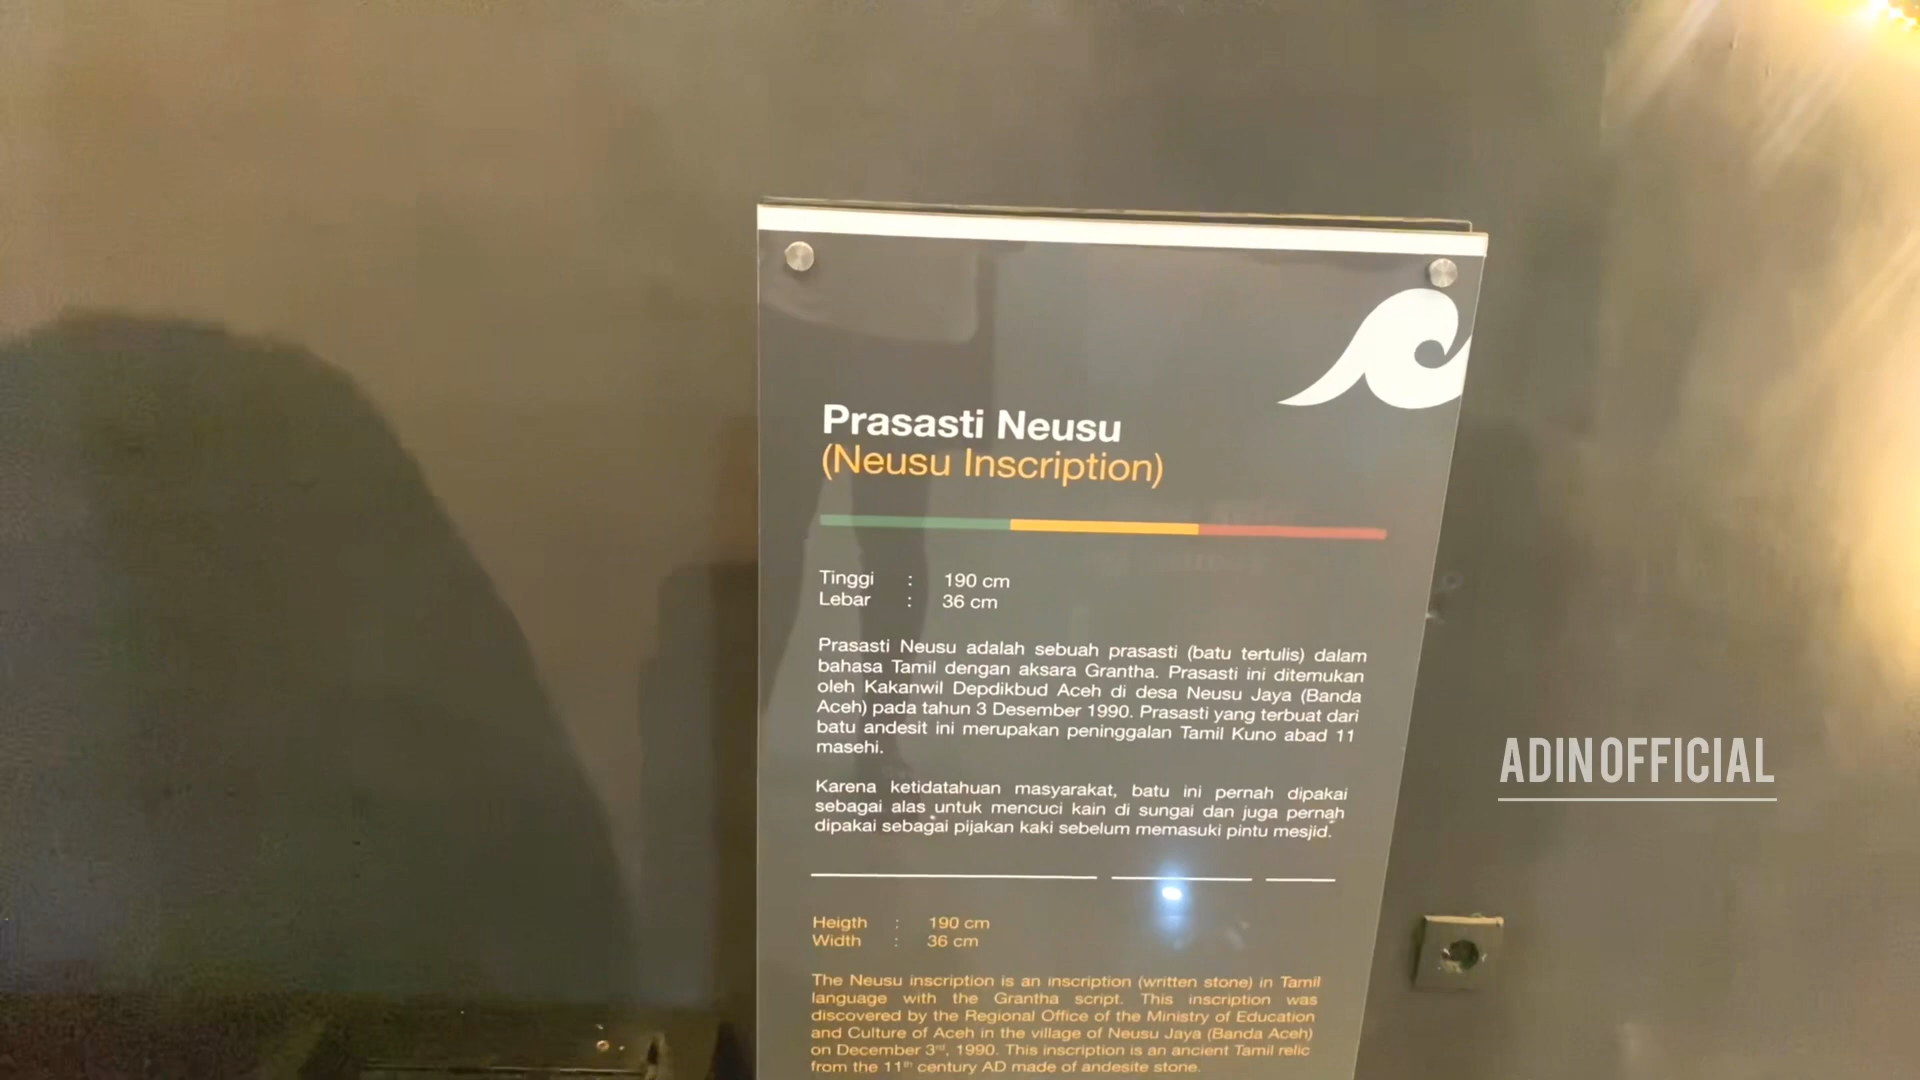 Prasasti Neusu
(Neusu Inscription)
Tinggi : 190 cm
Lebar : 36 cm
Prasasti Neusu adalah sebuah prasasti (batu tertulis) dalam
bahasa Tamil dengan aksara Grantha. Prasasti ini ditemukan
oleh Kakanwil Depdikbud Aceh di desa Neusu Jaya (Banda
Aceh) pada tahun 3 Desember 1990. Prasasti yang terbuat dari
batu andesit ini merupakan peninggalan Tamil Kuno abad 11
masehi.
Karena ketidatahuan masyarakat, batu ini pernah dipakai
sebagai alas untuk mencuci kain di sungai dan juga pernah
dipakai sebagai pijakan kaki sebelum memasuki pintu mesjid.
Heigth : 190 cm
Width : 36 cm
The Neusu inscription is an inscription (written stone) in Tamil
language with the Grantha script. This inscription was
discovered by the Regional Office of the Ministry of Education
and Culture of Aceh in the village of Neusu Jaya (Banda Aceh)
on December 3rd, 1990. This inscription is an ancient Tamil relic
from the 11th century AD made of andesite stone.
ADIN OFFICIAL